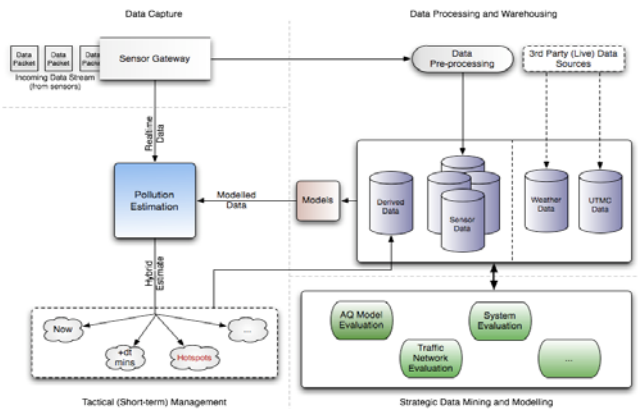 Data Capture
Data Processing and Warehousing
Data
Packet
Data
Packet
Data
Packe
Sensor Gateway
Incoming Data Stream
(from sensors)
Data
Pre-processing
3rd Party (Live) Data
Sources
Realtime
Data
Pollution
Estimation
Modelled
Data
Models
Derived
Data
Sensor
Data
Weather
Data
UTMC
Data
Hybrid
Estimate
Now
+dt
mins
Hotspots
...
AQ Model
Evaluation
System
Evaluation
Traffic
Network
Evaluation
...
Tactical (Short-term) Management
Strategic Data Mining and Modelling